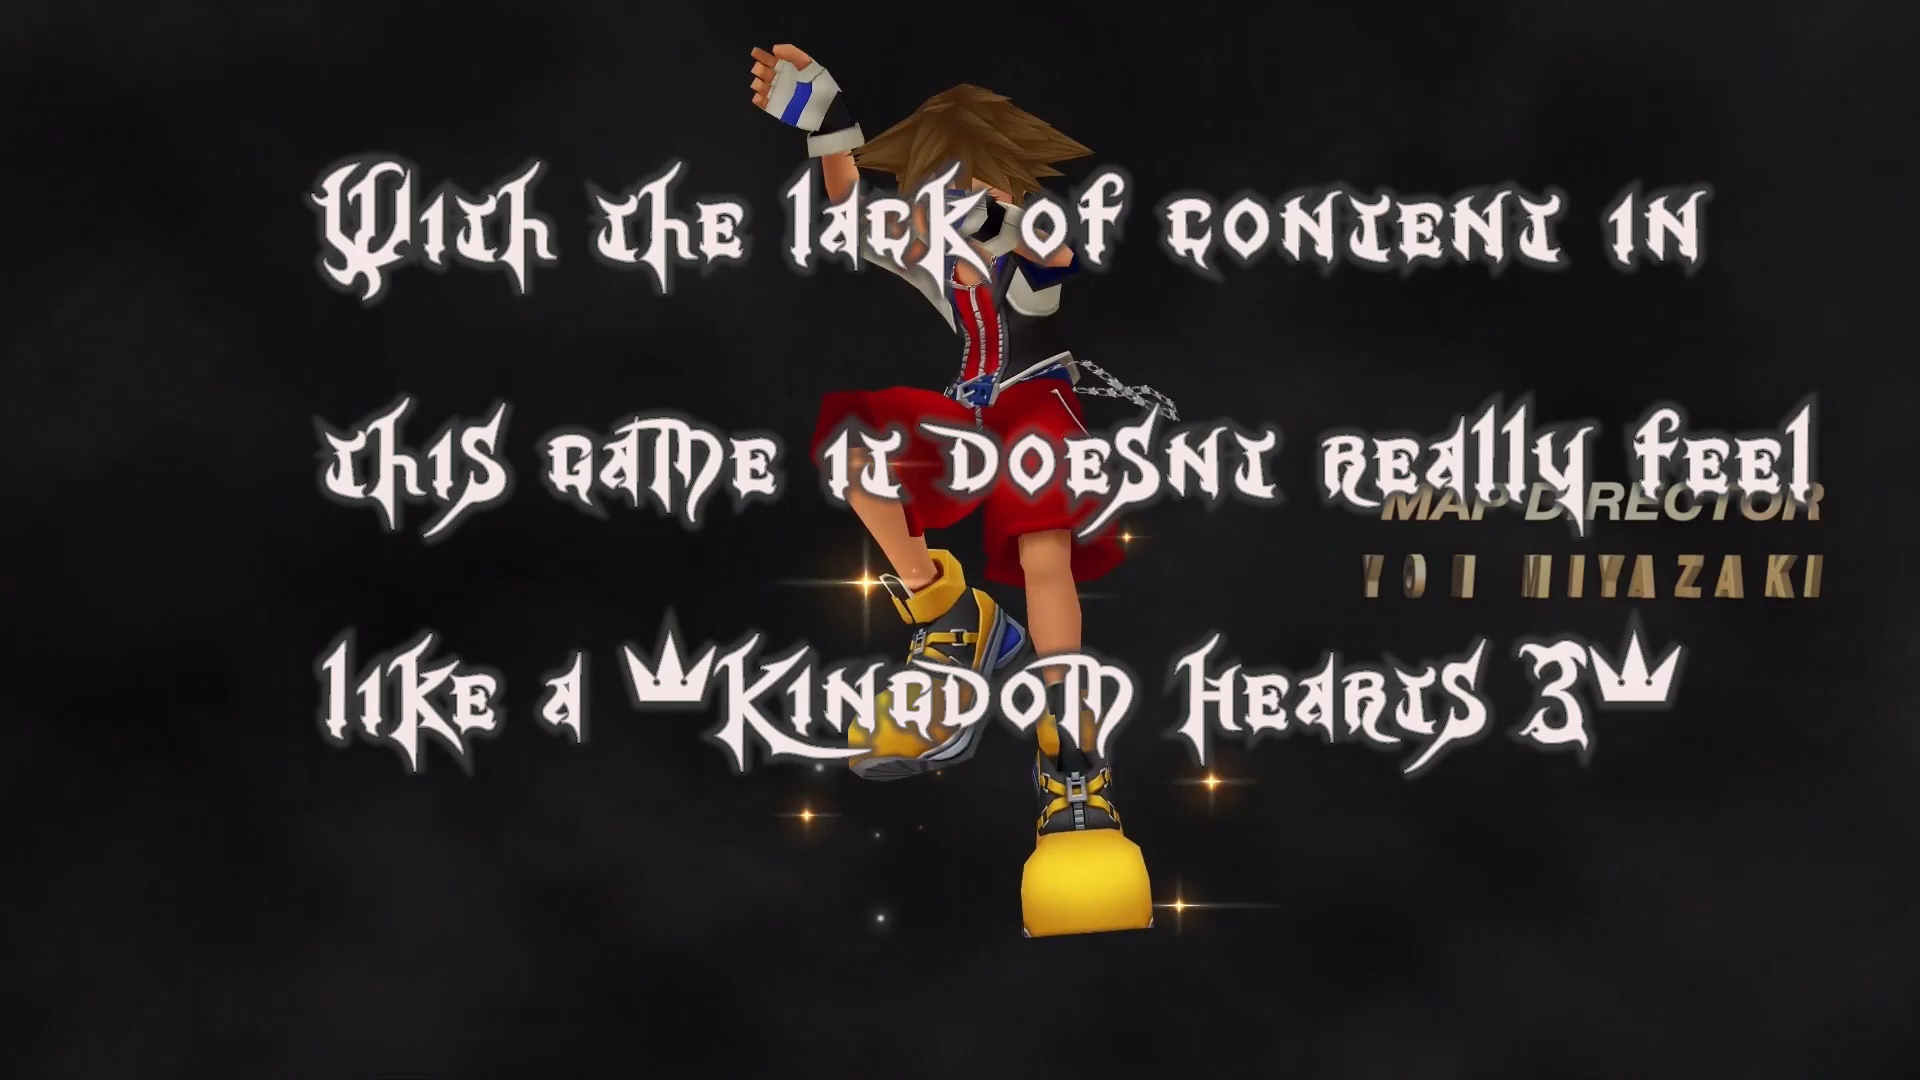 With the lack of content in
this game it doesnt really feel
MAP DIRECTOR
YOI MIYAZAKI
like a Kingdom Hearts 3